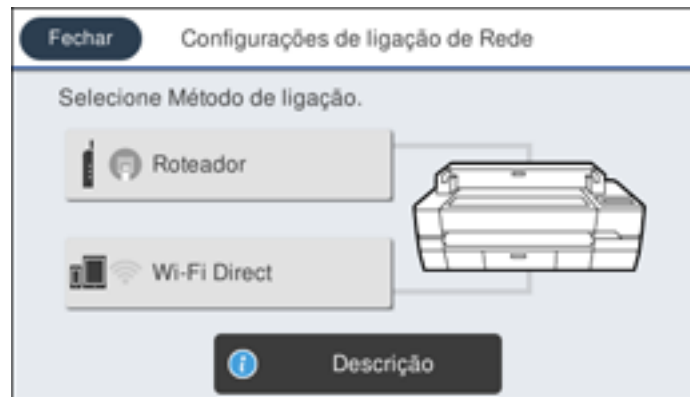 Fechar Configurações de ligação de Rede
Selecione Método de ligação.
Roteador
Wi-Fi Direct
Descrição